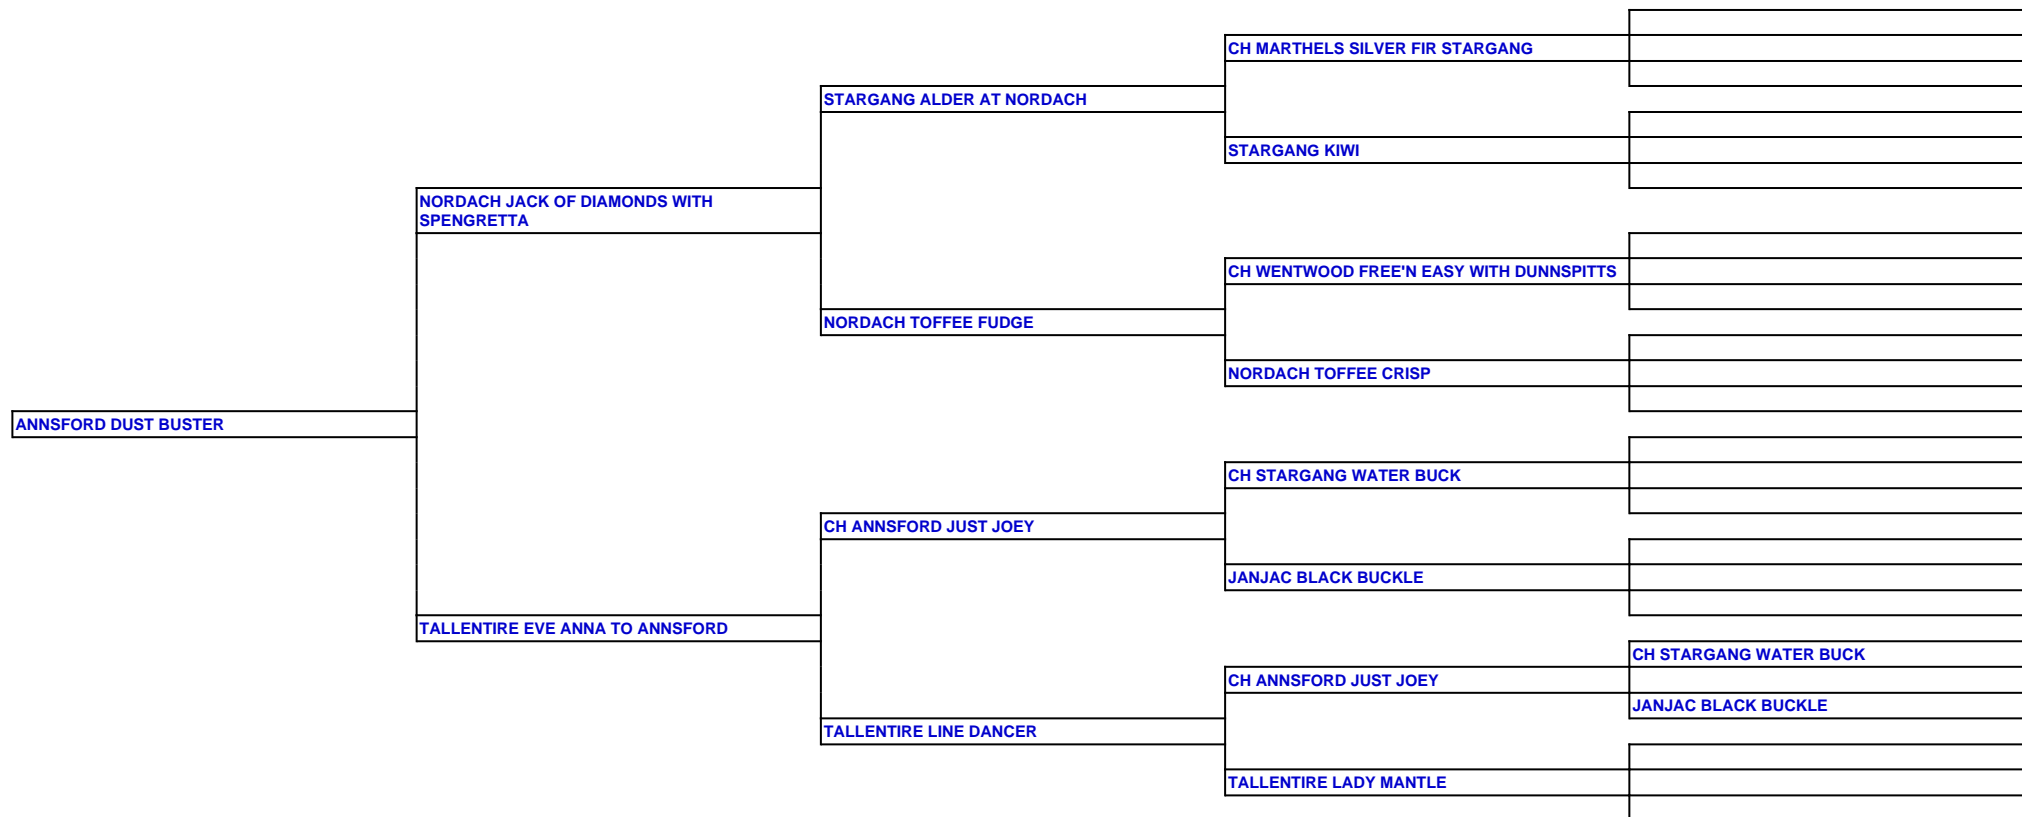 CH MARTHELS SILVER FIR STARGANG
STARGANG ALDER AT NORDACH
STARGANG KIWI
NORDACH JACK OF DIAMONDS WITH
SPENGRETTA
CH WENTWOOD FREE'N EASY WITH DUNNSPITTS
NORDACH TOFFEE FUDGE
NORDACH TOFFEE CRISP
ANNSFORD DUST BUSTER
CH STARGANG WATER BUCK
CH ANNSFORD JUST JOEY
JANJAC BLACK BUCKLE
TALLENTIRE EVE ANNA TO ANNSFORD
CH STARGANG WATER BUCK
CH ANNSFORD JUST JOEY
JANJAC BLACK BUCKLE
TALLENTIRE LINE DANCER
TALLENTIRE LADY MANTLE